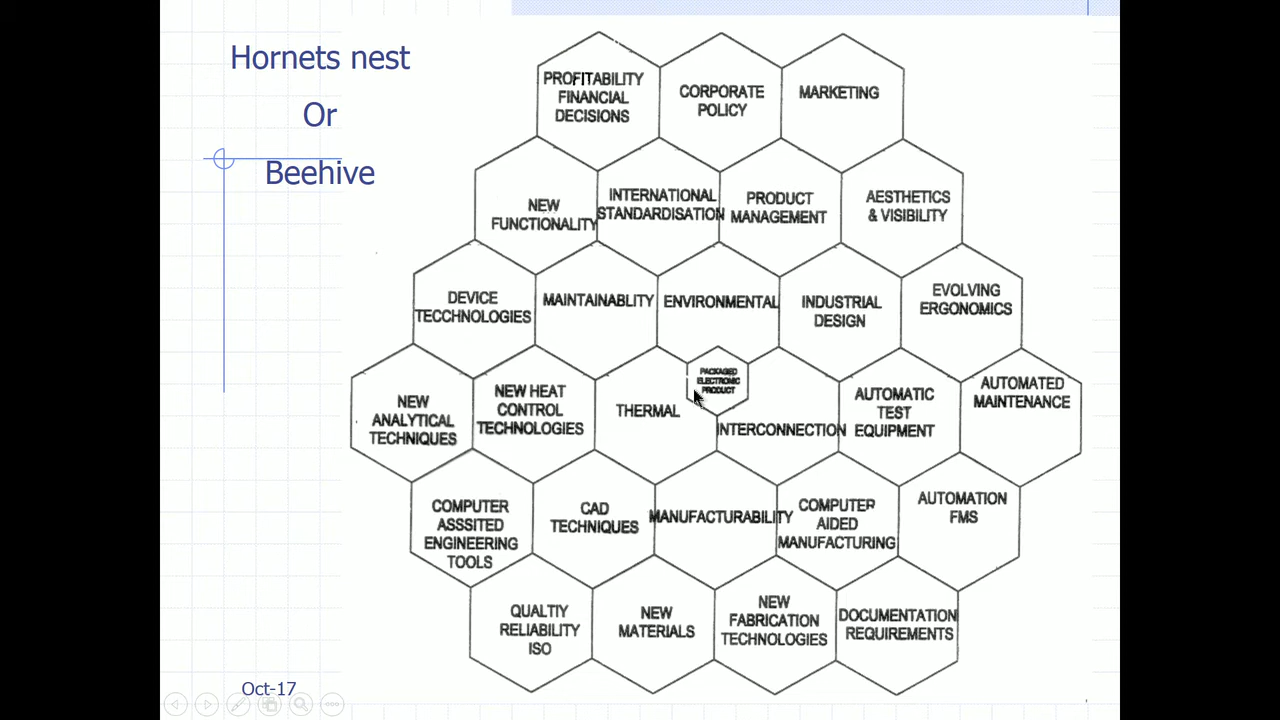 Hornets nest
Or
Beehive
PROFITABILITY
FINANCIAL
DECISIONS
CORPORATE
POLICY
MARKETING
NEW
FUNCTIONALITY
INTERNATIONAL
STANDARDISATION
PRODUCT
MANAGEMENT
AESTHETICS
& VISIBILITY
DEVICE
TECCHNOLOGIES
MAINTAINABLITY
ENVIRONMENTAL
INDUSTRIAL
DESIGN
EVOLVING
ERGONOMICS
NEW
ANALYTICAL
TECHNIQUES
NEW HEAT
CONTROL
TECHNOLOGIES
THERMAL
PACKAGED
ELECTRONIC
PRODUCT
INTERCONNECTION
AUTOMATIC
TEST
EQUIPMENT
AUTOMATED
MAINTENANCE
COMPUTER
ASSSITED
ENGINEERING
TOOLS
CAD
TECHNIQUES
MANUFACTURABILITY
COMPUTER
AIDED
MANUFACTURING
AUTOMATION
FMS
QUALTIY
RELIABILITY
ISO
NEW
MATERIALS
NEW
FABRICATION
TECHNOLOGIES
DOCUMENTATION
REQUIREMENTS
Oct-17